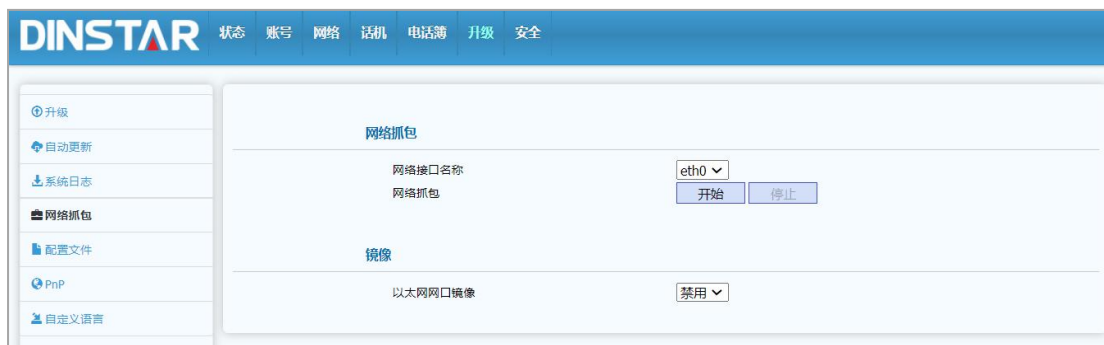 DINSTAR 状态 账号 网络 话机 电话簿 升级 安全
升级
自动更新
系统日志
网络抓包
配置文件
PnP
自定义语言
网络抓包
网络接口名称 eth0
网络抓包 开始 停止
镜像
以太网网口镜像 禁用